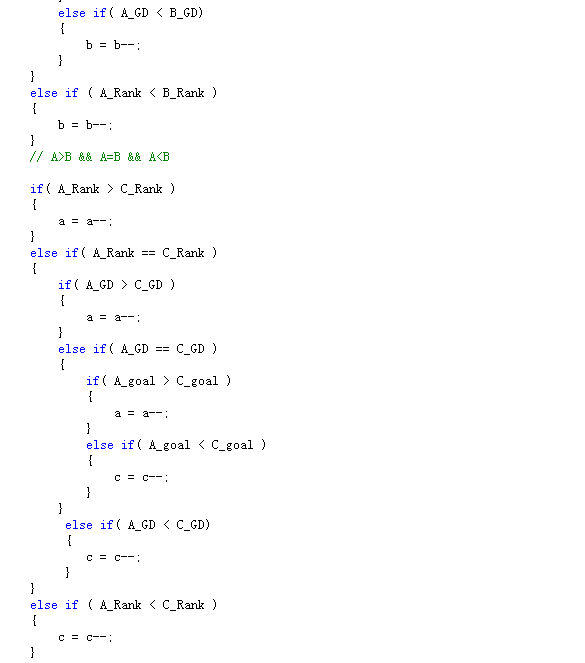 }
else if( A_GD < B_GD)
{
b = b--;
}
}
else if ( A_Rank < B_Rank )
{
b = b--;
}
// A>B && A=B && A<B
if( A_Rank > C_Rank )
{
a = a--;
}
else if( A_Rank == C_Rank )
{
if( A_GD > C_GD )
{
a = a--;
}
else if( A_GD == C_GD )
{
if( A_goal > C_goal )
{
a = a--;
}
else if( A_goal < C_goal )
{
c = c--;
}
}
else if( A_GD < C_GD)
{
c = c--;
}
}
else if ( A_Rank < C_Rank )
{
c = c--;
}